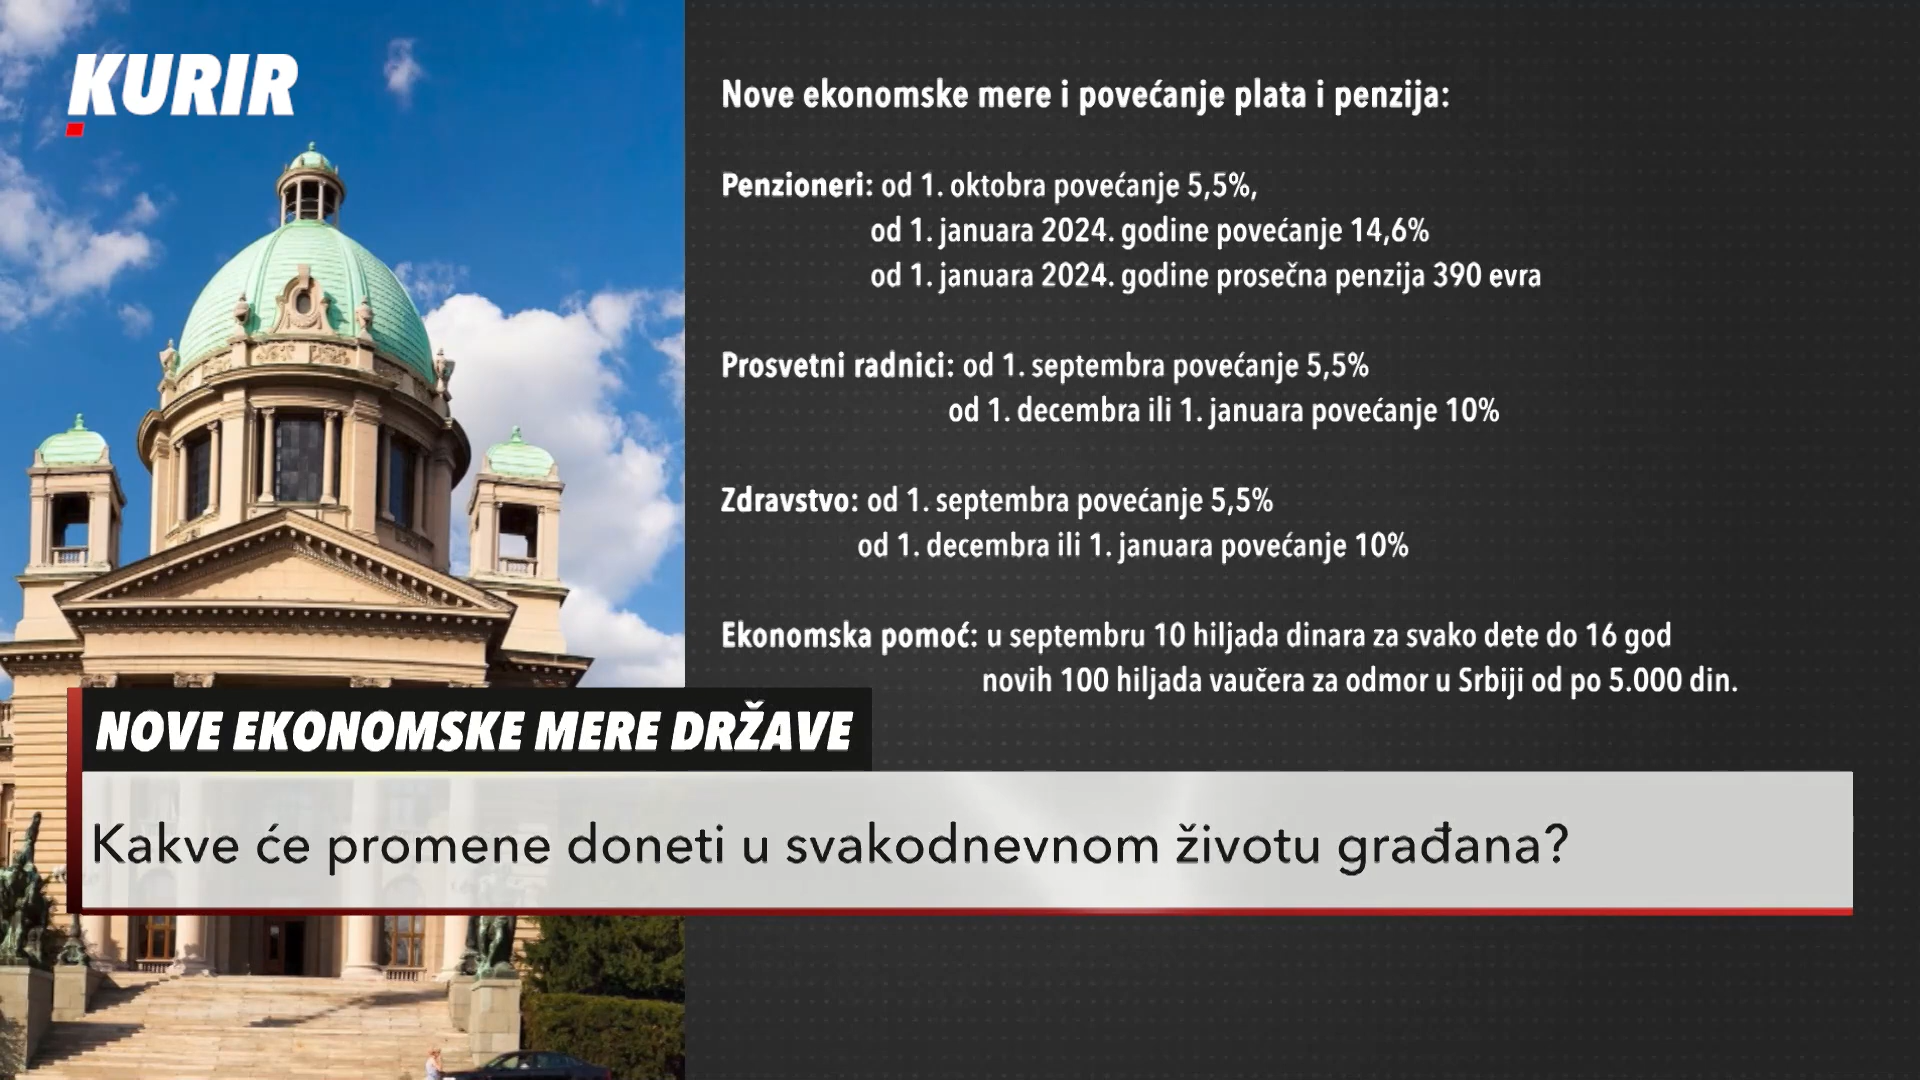 KURIR
Nove ekonomske mere i povećanje plata i penzija:
Penzioneri: od 1. oktobra povećanje 5,5%,
od 1. januara 2024. godine povećanje 14,6%
od 1. januara 2024. godine prosečna penzija 390 evra
Prosvetni radnici: od 1. septembra povećanje 5,5%
od 1. decembra ili 1. januara povećanje 10%
Zdravstvo: od 1. septembra povećanje 5,5%
od 1. decembra ili 1. januara povećanje 10%
Ekonomska pomoć: u septembru 10 hiljada dinara za svako dete do 16 god
novih 100 hiljada vaučera za odmor u Srbiji od po 5.000 din.
NOVE EKONOMSKE MERE DRŽAVE
Kakve će promene doneti u svakodnevnom životu građana?